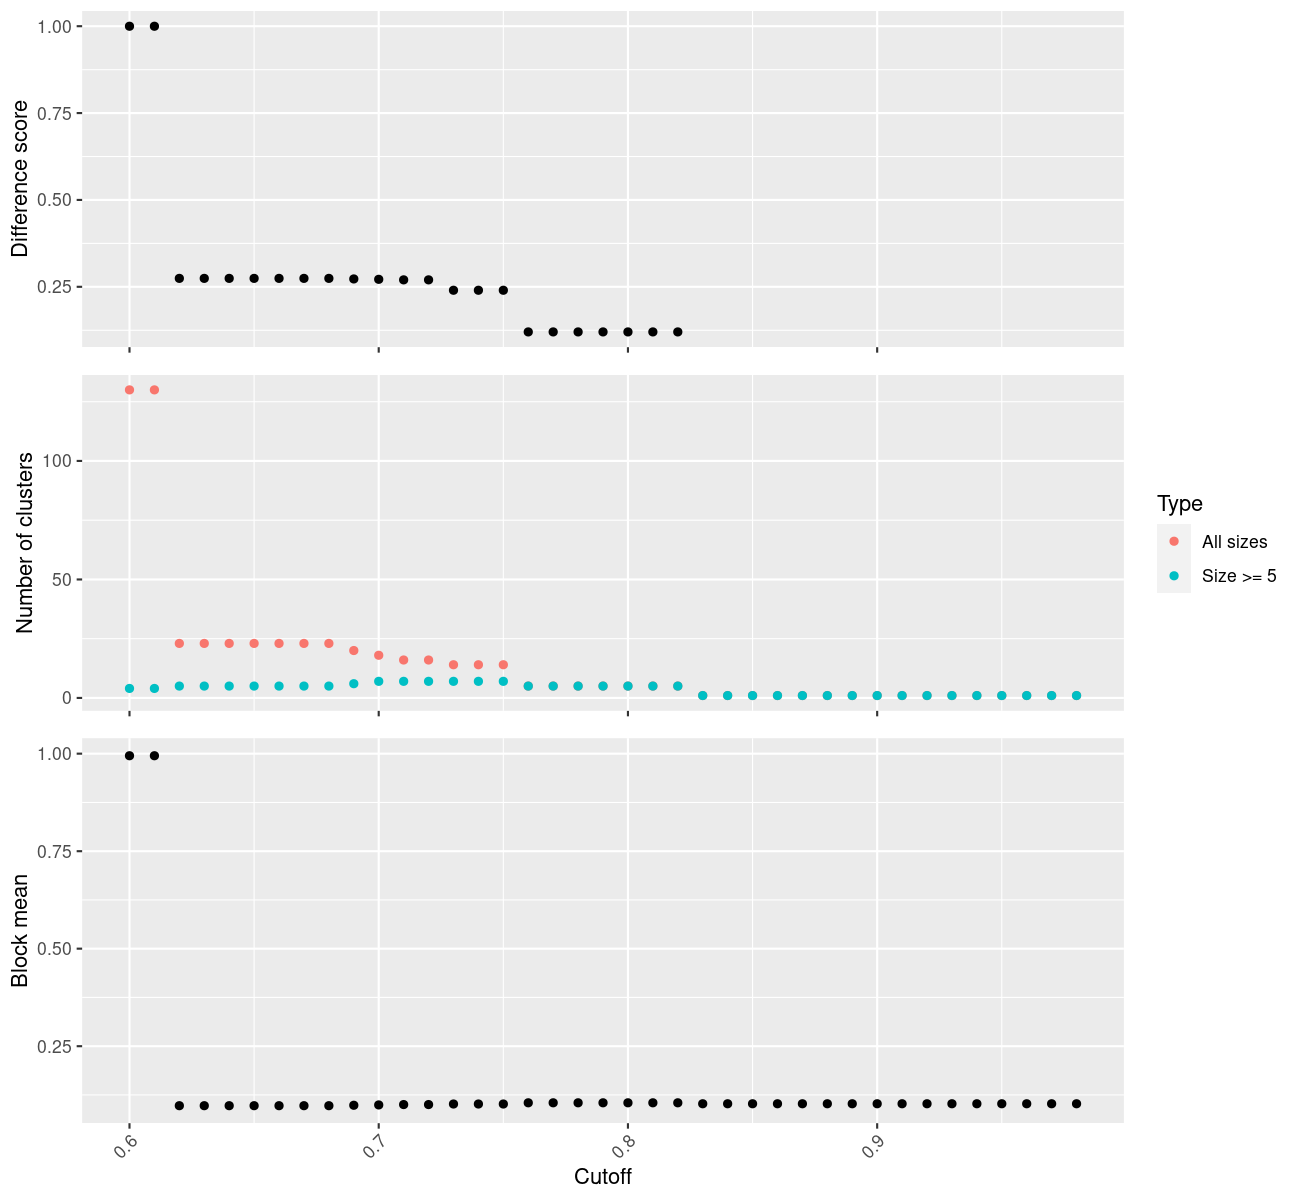 1.00
0.75
0.50
0.25
Difference score
100
50
0
Number of clusters
Type
All sizes
Size >= 5
1.00
0.75
0.50
0.25
Block mean
0.6
0.7
0.8
0.9
Cutoff